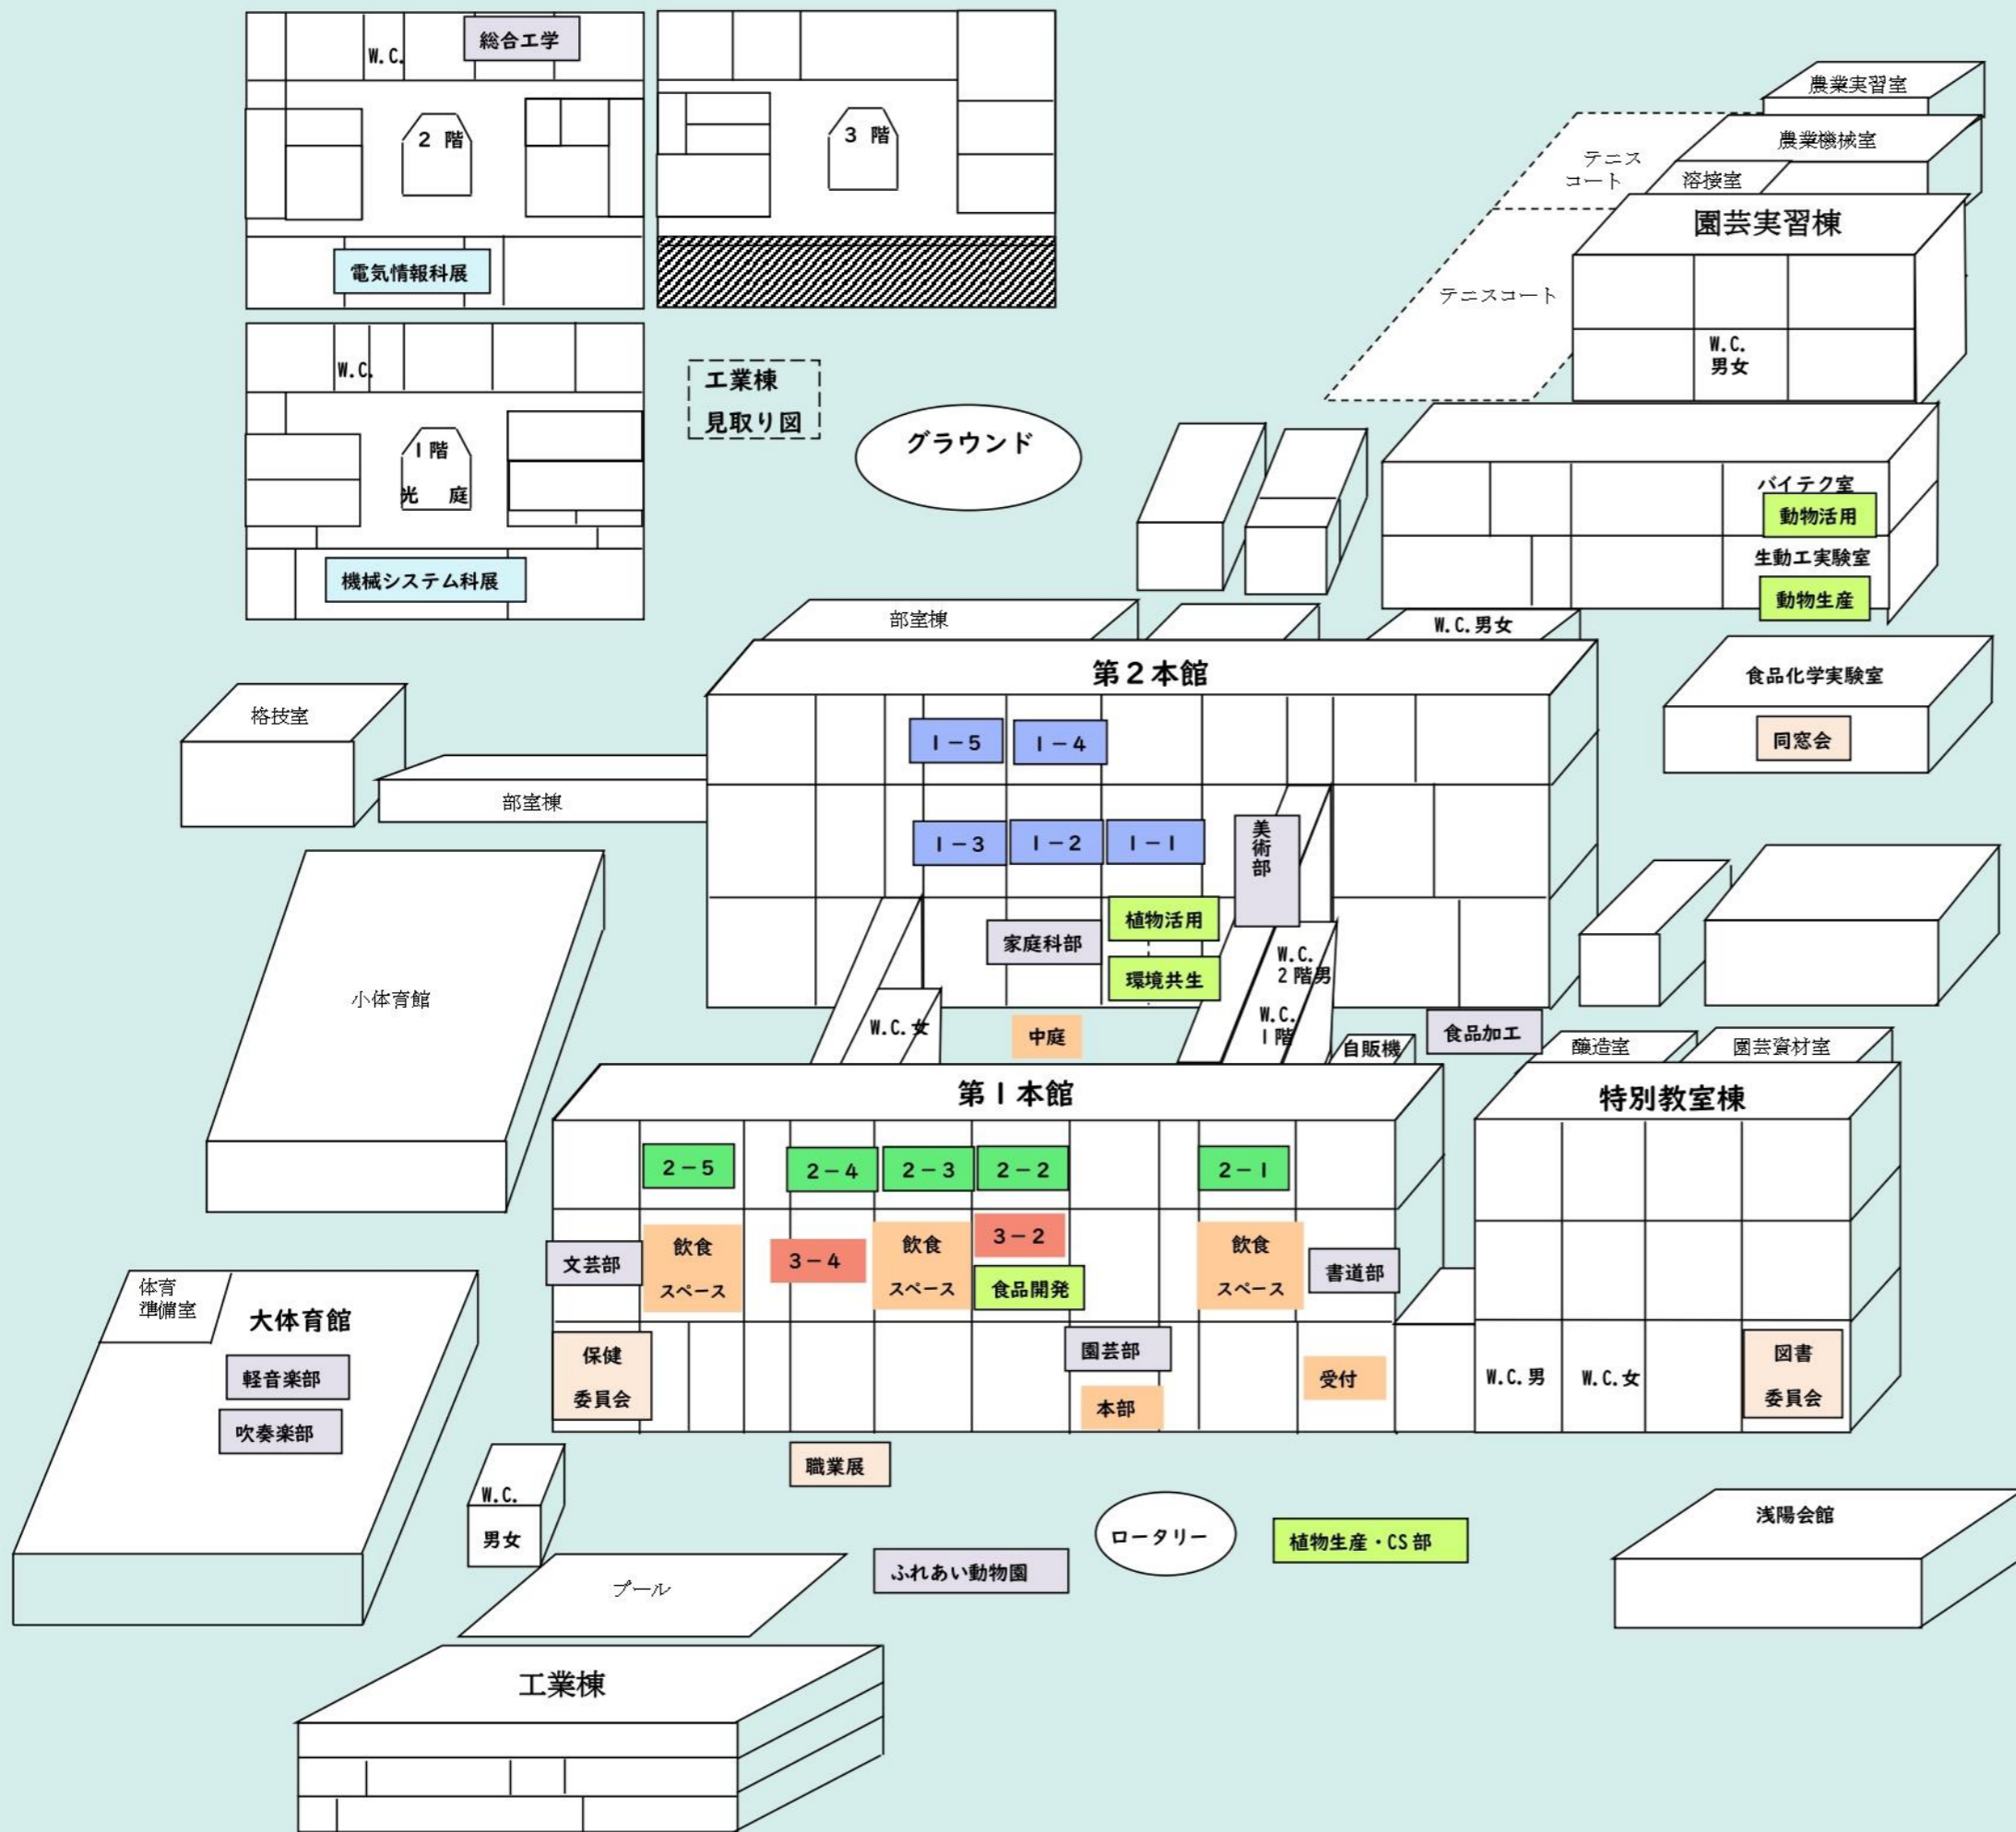 W.C.
総合工学
2 階
電気情報科展
3 階
W.C.
1階
光 庭
機械システム科展
工業棟
見取り図
グラウンド
農業実習室
農業機械室
溶接室
テニス
コート
テニスコート
園芸実習棟
W.C.
男女
バイテク室
動物活用
生動工実験室
動物生産
部室棟
W.C.男女
第2本館
食品化学実験室
同窓会
格技室
部室棟
1-5
1-4
1-3
1-2
1-1
美術部
家庭科部
植物活用
環境共生
W.C.
2階男
W.C.
1階
W.C.女
中庭
自販機
食品加工
醸造室
園芸資材室
小体育館
第1本館
特別教室棟
2-5
2-4
2-3
2-2
2-1
文芸部
飲食
スペース
3-4
飲食
スペース
3-2
食品開発
飲食
スペース
書道部
保健
委員会
園芸部
本部
受付
W.C.男
W.C.女
図書
委員会
体育
準備室
大体育館
軽音楽部
吹奏楽部
職業展
W.C.
男女
ロータリー
植物生産・CS部
浅陽会館
ふれあい動物園
プール
工業棟